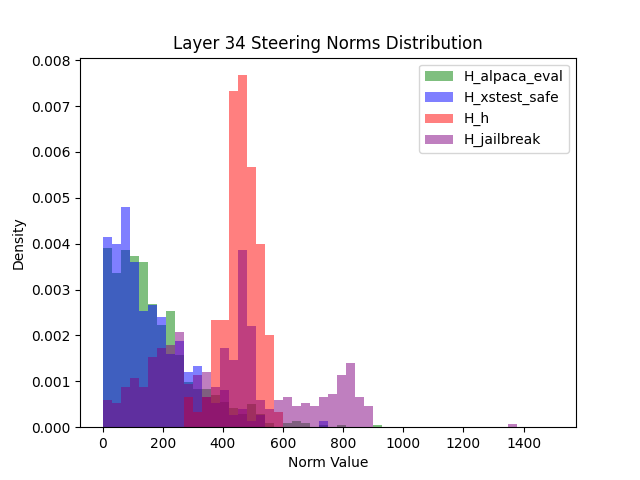 Layer 34 Steering Norms Distribution
H_alpaca_eval
H_xstest_safe
H_h
H_jailbreak
0.008
0.007
0.006
0.005
0.004
0.003
0.002
0.001
0.000
Density
0 200 400 600 800 1000 1200 1400
Norm Value